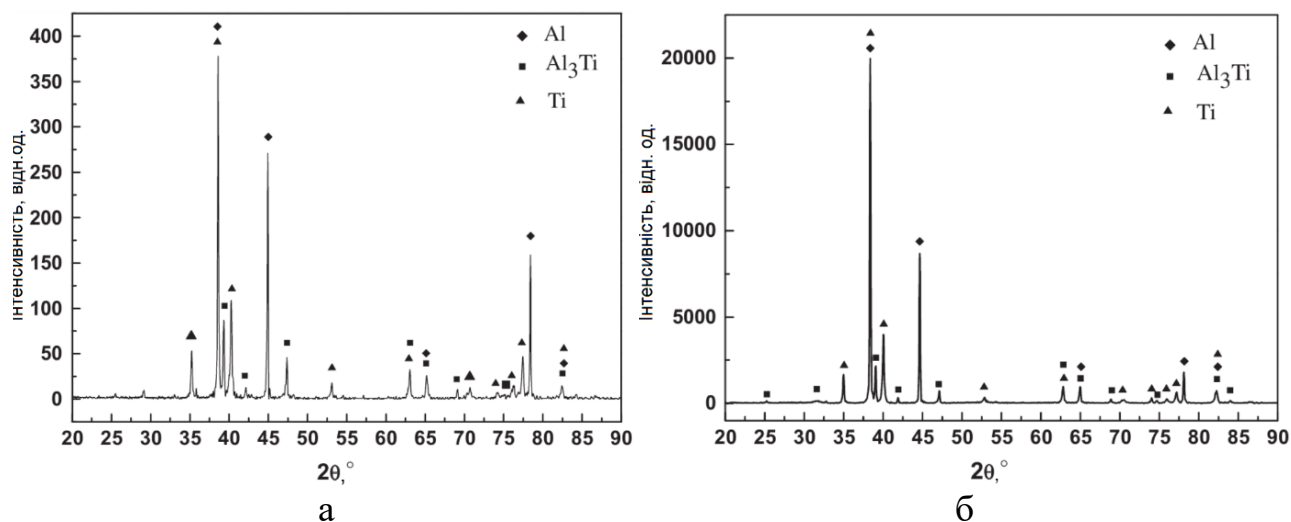 400
350
300
250
200
150
100
50
0
Інтенсивність, відн.од.
Al
Al₃Ti
Ti
20 25 30 35 40 45 50 55 60 65 70 75 80 85 90
2θ,°
а
20000
15000
10000
5000
0
Інтенсивність, відн. од.
Al
Al₃Ti
Ti
20 25 30 35 40 45 50 55 60 65 70 75 80 85 90
2θ,°
б